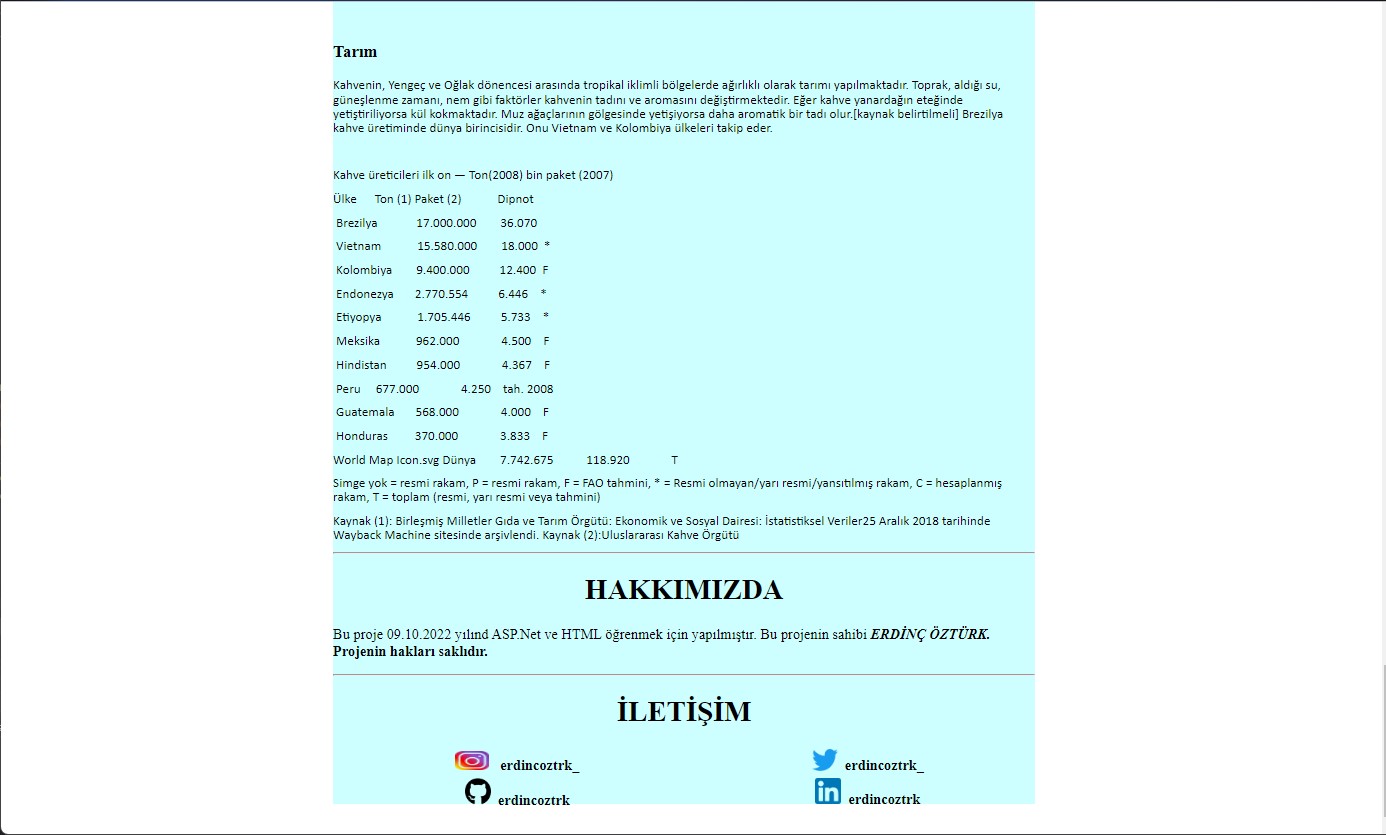 Tarım
Kahvenin, Yengeç ve Oğlak dönencesi arasında tropikal iklimli bölgelerde ağırlıklı olarak tarımı yapılmaktadır. Toprak, aldığı su,
güneşlenme zamanı, nem gibi faktörler kahvenin tadını ve aromasını değiştirmektedir. Eğer kahve yanardağın eteğinde
yetiştiriliyorsa kül kokmaktadır. Muz ağaçlarının gölgesinde yetişiyorsa daha aromatik bir tadı olur.[kaynak belirtilmeli] Brezilya
kahve üretiminde dünya birincisidir. Onu Vietnam ve Kolombiya ülkeleri takip eder.
Kahve üreticileri ilk on — Ton(2008) bin paket (2007)
Ülke Ton (1) Paket (2) Dipnot
Brezilya 17.000.000 36.070
Vietnam 15.580.000 18.000 *
Kolombiya 9.400.000 12.400 F
Endonezya 2.770.554 6.446 *
Etiyopya 1.705.446 5.733 *
Meksika 962.000 4.500 F
Hindistan 954.000 4.367 F
Peru 677.000 4.250 tah. 2008
Guatemala 568.000 4.000 F
Honduras 370.000 3.833 F
World Map Icon.svg Dünya 7.742.675 118.920 T
Simge yok = resmi rakam, P = resmi rakam, F = FAO tahmini, * = Resmi olmayan/yarı resmi/yansıtılmış rakam, C = hesaplanmış
rakam, T = toplam (resmi, yarı resmi veya tahmini)
Kaynak (1): Birleşmiş Milletler Gıda ve Tarım Örgütü: Ekonomik ve Sosyal Dairesi: İstatistiksel Veriler25 Aralık 2018 tarihinde
Wayback Machine sitesinde arşivlendi. Kaynak (2):Uluslararası Kahve Örgütü
HAKKIMIZDA
Bu proje 09.10.2022 yılınd ASP.Net ve HTML öğrenmek için yapılmıştır. Bu projenin sahibi ERDİNÇ ÖZTÜRK.
Projenin hakları saklıdır.
İLETİŞİM
erdincoztrk_ erdincoztrk_
erdincoztrk in erdincoztrk